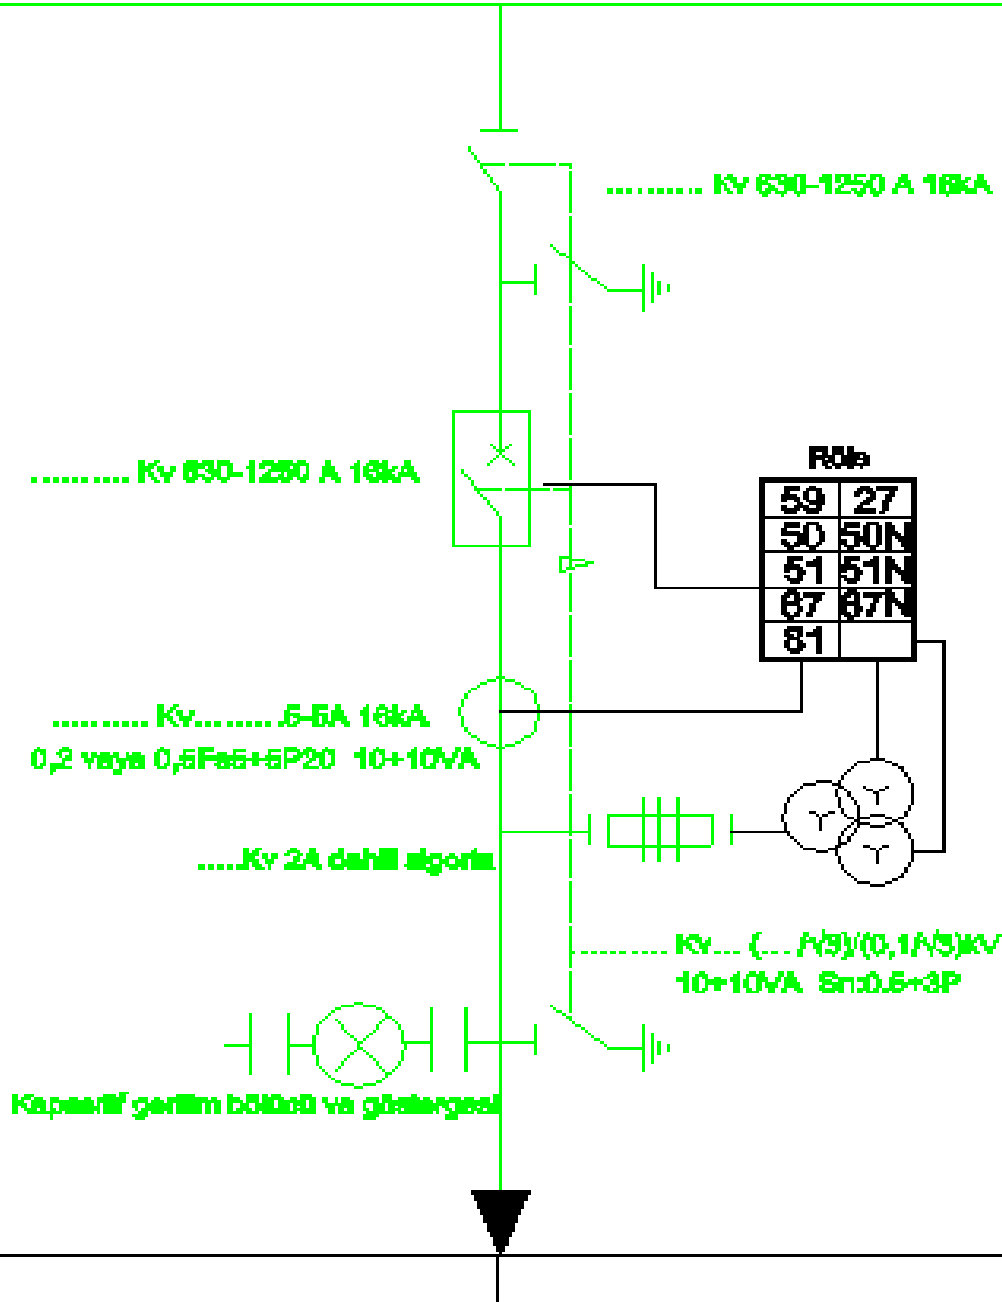 .......... Kv 630-1250 A 16kA
.......... Kv 630-1250 A 16kA
Röle
59 27
50 50N
51 51N
67 67N
81
.......... Kv.........5-5A 16kA
0,2 veya 0,5Fs5+5P20 10+10VA
.....Kv 2A dahili sigorta
Kv.... (.... /√3)/(0,1/√3)kV
10+10VA Sn:0.5+3P
Kapasitif gerilim bölücü ve göstergesi